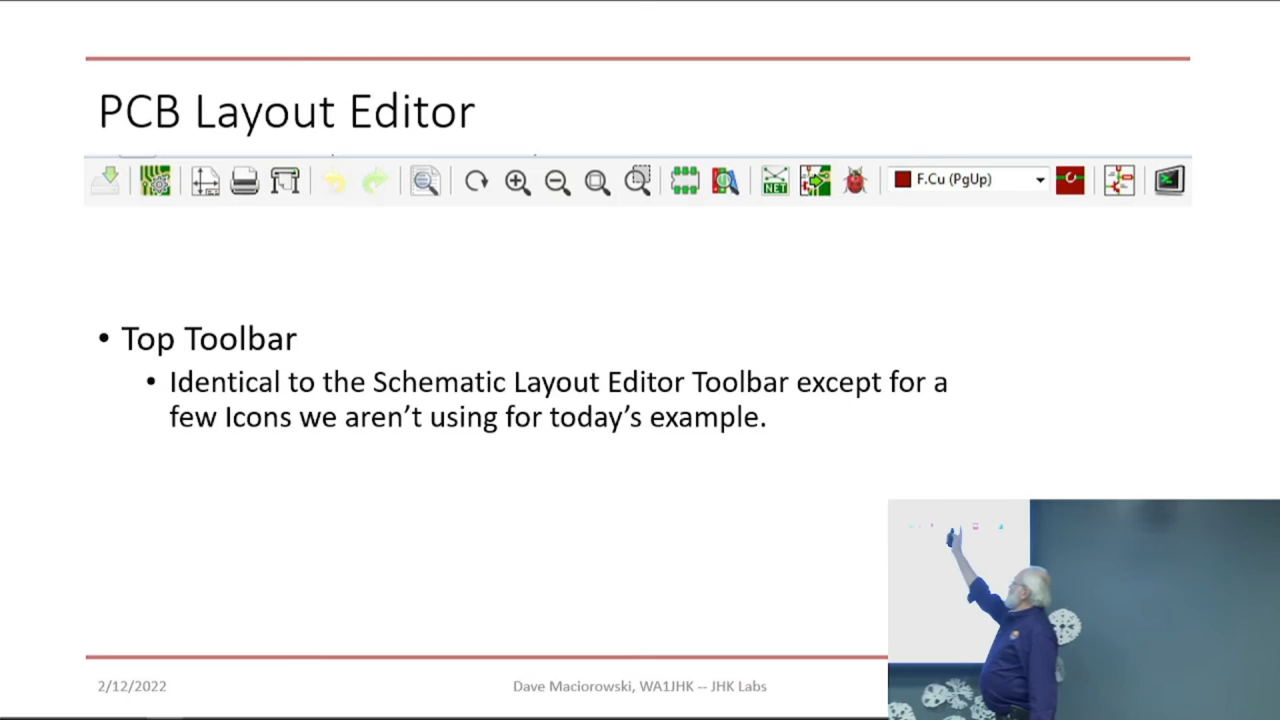 PCB Layout Editor
NET
F.Cu (PgUp)
• Top Toolbar
• Identical to the Schematic Layout Editor Toolbar except for a
few Icons we aren’t using for today’s example.
2/12/2022
Dave Maciorowski, WA1JHK -- JHK Labs